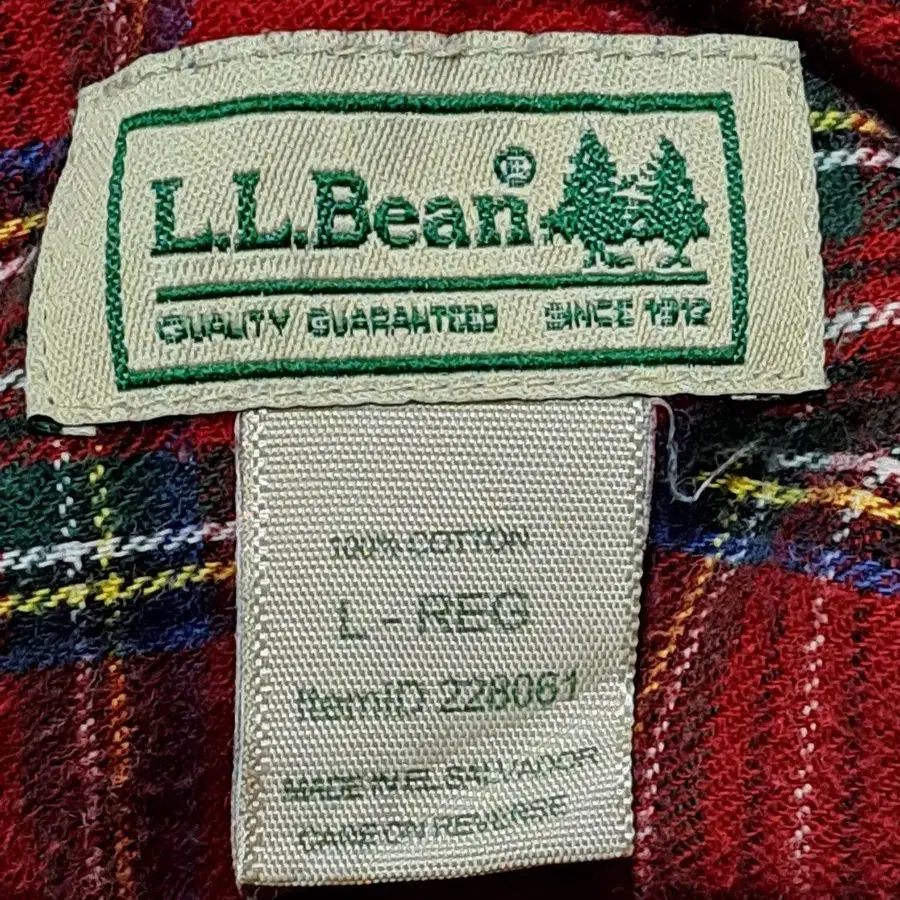 L.L.Bean®
QUALITY GUARANTEED SINCE 1912
100% COTTON
L - REG
ItemID 228061
MADE IN EL SALVADOR
CARE ON REVERSE